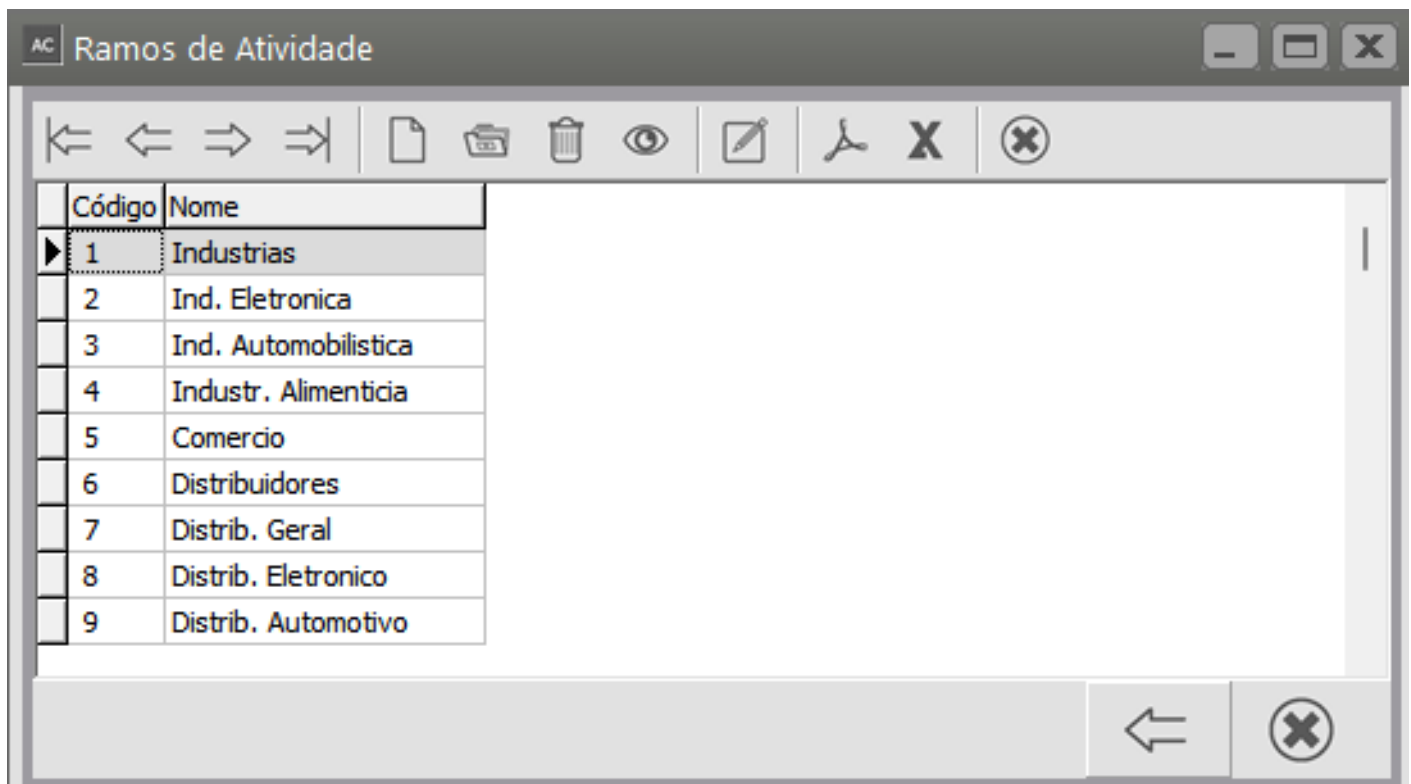 AC Ramos de Atividade
Código Nome
1 Industrias
2 Ind. Eletronica
3 Ind. Automobilistica
4 Industr. Alimenticia
5 Comercio
6 Distribuidores
7 Distrib. Geral
8 Distrib. Eletronico
9 Distrib. Automotivo